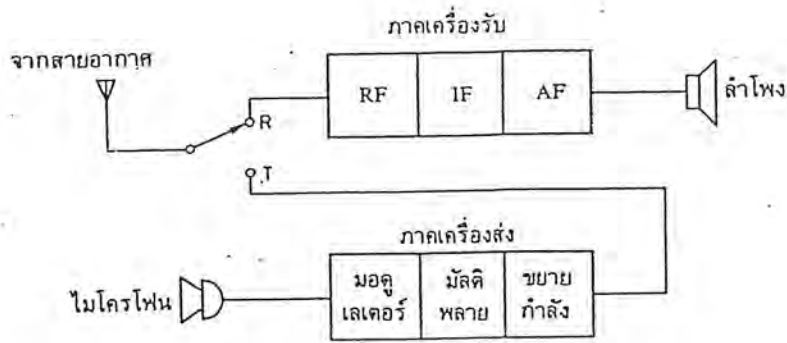 ภาคเครื่องรับ
จากสายอากาศ
RF IF AF
ลำโพง
R
T
ภาคเครื่องส่ง
ไมโครโฟน
มอดู มัลติ ขยาย
เลเตอร์ พลาย กำลัง